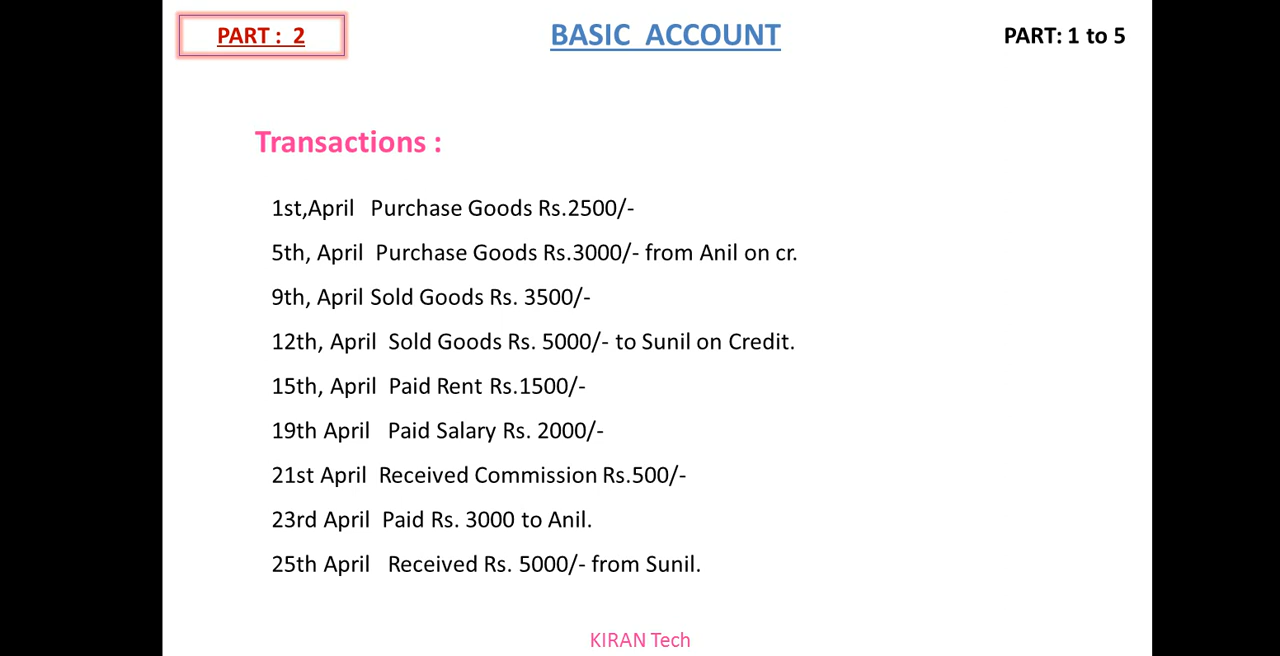 PART :  2
BASIC  ACCOUNT
PART: 1 to 5
Transactions :
1st,April   Purchase Goods Rs.2500/-
5th, April  Purchase Goods Rs.3000/- from Anil on cr.
9th, April Sold Goods Rs. 3500/-
12th, April  Sold Goods Rs. 5000/- to Sunil on Credit.
15th, April  Paid Rent Rs.1500/-
19th April   Paid Salary Rs. 2000/-
21st April  Received Commission Rs.500/-
23rd April  Paid Rs. 3000 to Anil.
25th April   Received Rs. 5000/- from Sunil.
KIRAN Tech